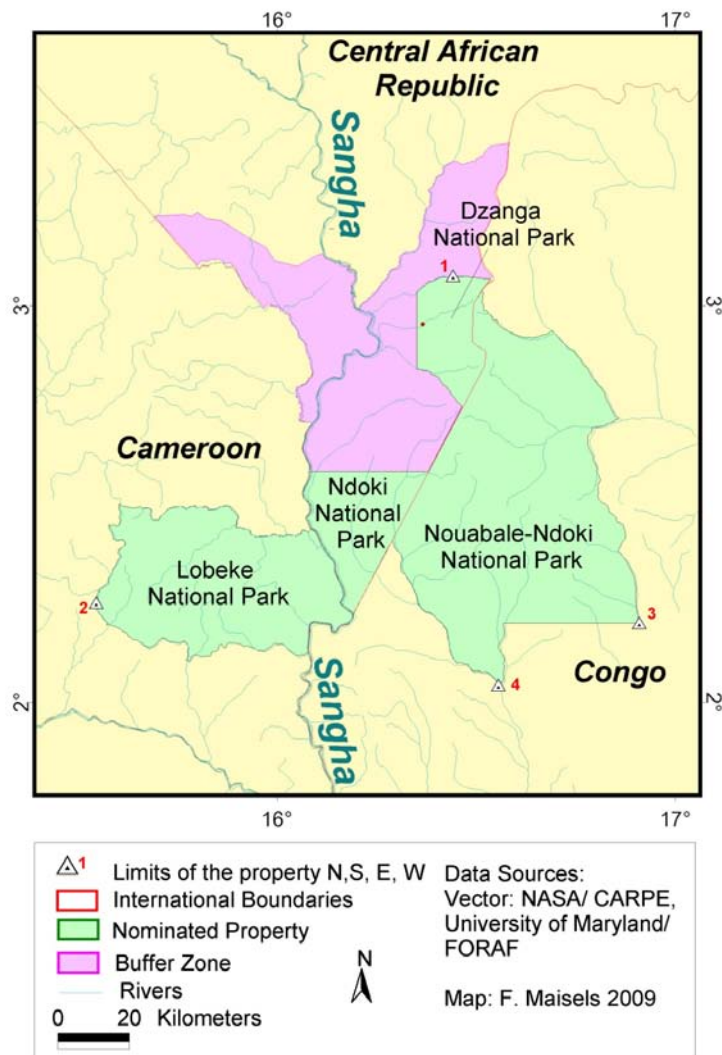 16°
17°
Central African
Republic
Sangha
Dzanga
National Park
1
3°
3°
Cameroon
Ndoki
National
Park
Nouabale-Ndoki
National Park
Lobeke
National Park
2
3
Congo
4
2°
2°
Sangha
16°
17°
1
Limits of the property N,S, E, W
International Boundaries
Nominated Property
Buffer Zone
Rivers
0 20 Kilometers
N
Data Sources:
Vector: NASA/ CARPE,
University of Maryland/
FORAF
Map: F. Maisels 2009